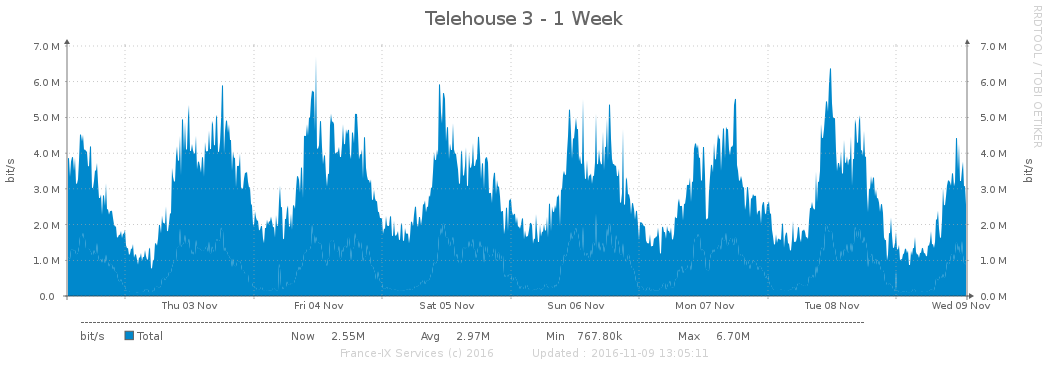 Telehouse 3 - 1 Week
RRDTOOL / TOBI OETIKER
bit/s
bit/s
7.0 M 7.0 M
6.0 M 6.0 M
5.0 M 5.0 M
4.0 M 4.0 M
3.0 M 3.0 M
2.0 M 2.0 M
1.0 M 1.0 M
0.0 0.0 M
Thu 03 Nov Fri 04 Nov Sat 05 Nov Sun 06 Nov Mon 07 Nov Tue 08 Nov Wed 09 Nov
bit/s Total Now 2.55M Avg 2.97M Min 767.80k Max 6.70M
France-IX Services (c) 2016 Updated : 2016-11-09 13:05:11